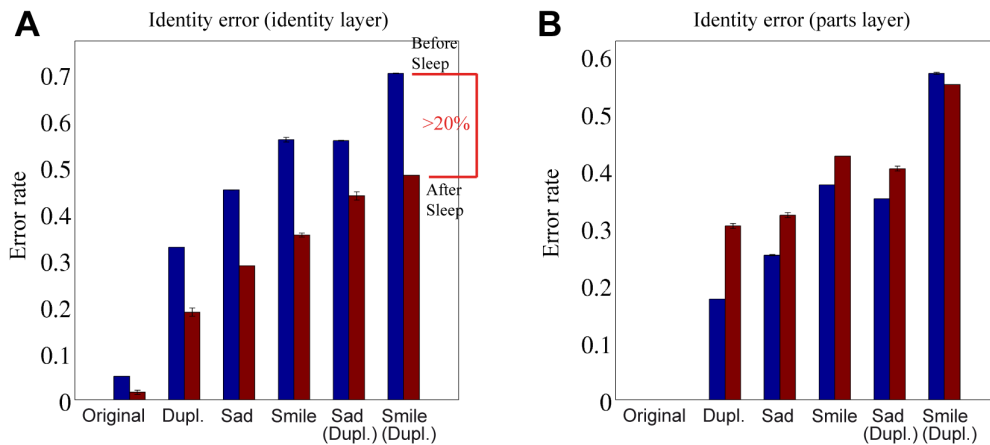 A
Identity error (identity layer)
Before
Sleep
>20%
After
Sleep
Error rate
0.7
0.6
0.5
0.4
0.3
0.2
0.1
0
Original
Dupl.
Sad
Smile
Sad
(Dupl.)
Smile
(Dupl.)
B
Identity error (parts layer)
Error rate
0.6
0.5
0.4
0.3
0.2
0.1
0
Original
Dupl.
Sad
Smile
Sad
(Dupl.)
Smile
(Dupl.)